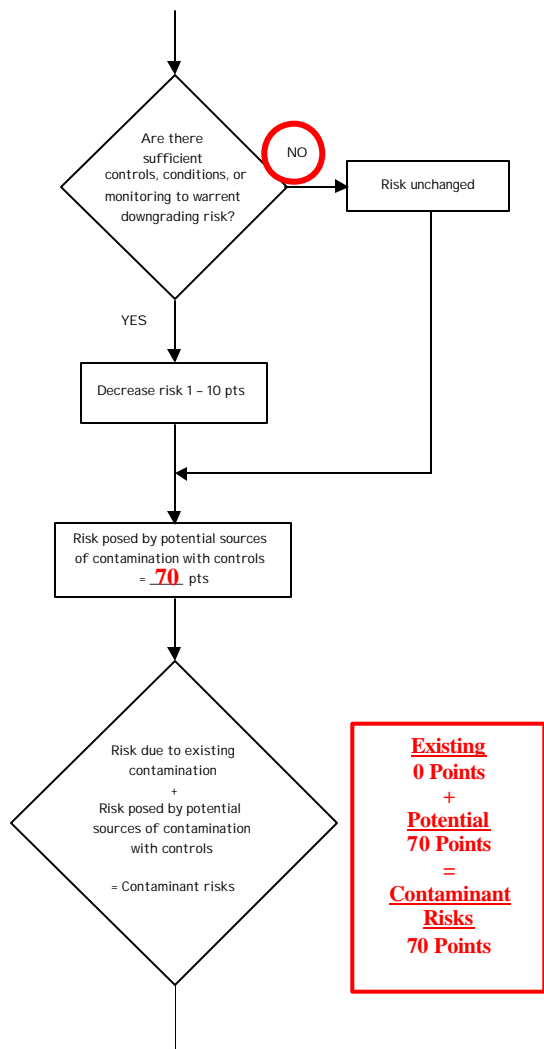 Are there
sufficient
controls, conditions, or
monitoring to warrent
downgrading risk?
NO
Risk unchanged
YES
Decrease risk 1 – 10 pts
Risk posed by potential sources
of contamination with controls
= 70 pts
Risk due to existing
contamination
+
Risk posed by potential
sources of contamination
with controls
= Contaminant risks
Existing
0 Points
+
Potential
70 Points
=
Contaminant
Risks
70 Points